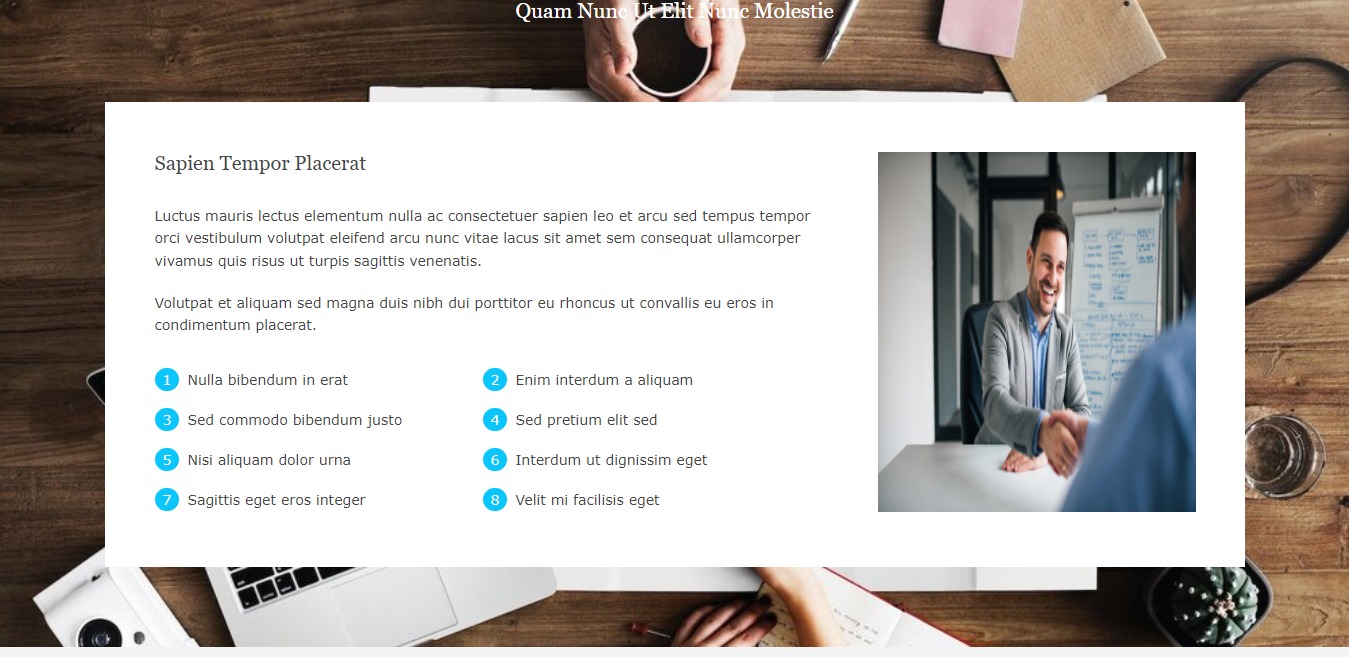 Quam Nunc Ut Elit Nunc Molestie
Sapien Tempor Placerat
Luctus mauris lectus elementum nulla ac consectetuer sapien leo et arcu sed tempus tempor
orci vestibulum volutpat eleifend arcu nunc vitae lacus sit amet sem consequat ullamcorper
vivamus quis risus ut turpis sagittis venenatis.
Volutpat et aliquam sed magna duis nibh dui porttitor eu rhoncus ut convallis eu eros in
condimentum placerat.
1 Nulla bibendum in erat
2 Enim interdum a aliquam
3 Sed commodo bibendum justo
4 Sed pretium elit sed
5 Nisi aliquam dolor urna
6 Interdum ut dignissim eget
7 Sagittis eget eros integer
8 Velit mi facilisis eget